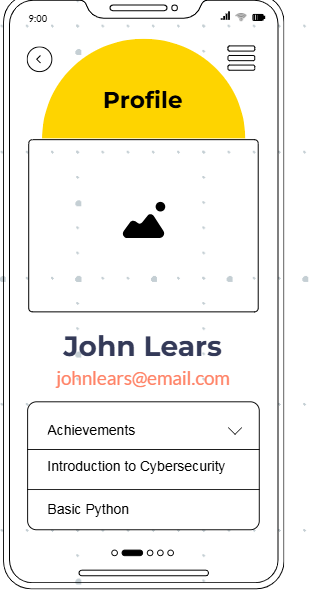 9:00
Profile
John Lears
johnlears@email.com
Achievements
Introduction to Cybersecurity
Basic Python